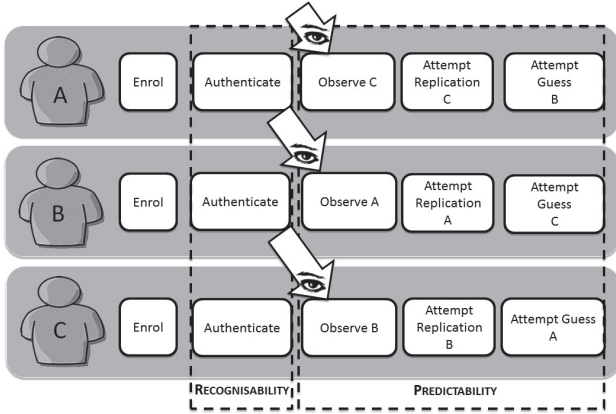 A
Enrol
Authenticate
Observe C
Attempt
Replication
C
Attempt
Guess
B
B
Enrol
Authenticate
Observe A
Attempt
Replication
A
Attempt
Guess
C
C
Enrol
Authenticate
Observe B
Attempt
Replication
B
Attempt Guess
A
RECOGNISABILITY
PREDICTABILITY